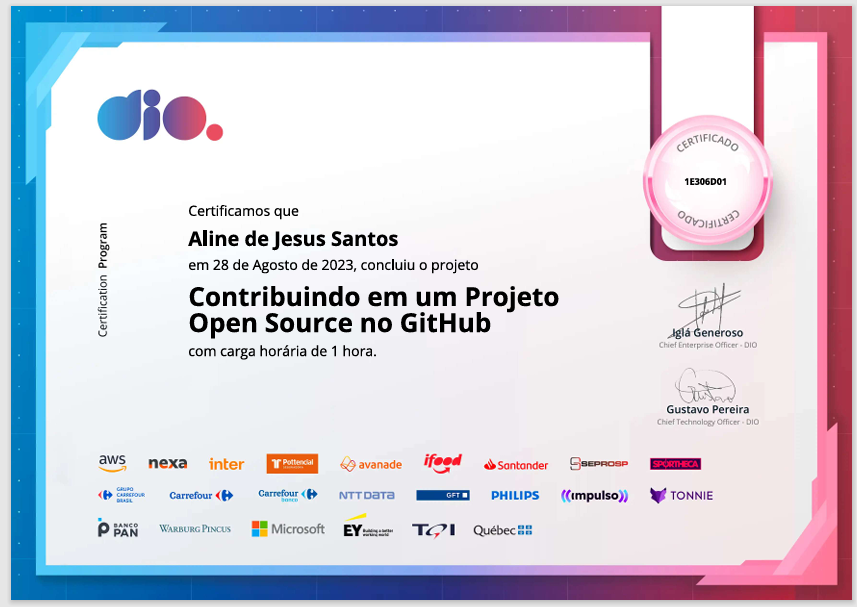 dio.
CERTIFICADO
1E306D01
CERTIFICADO
Certification Program
Certificamos que
Aline de Jesus Santos
em 28 de Agosto de 2023, concluiu o projeto
Contribuindo em um Projeto
Open Source no GitHub
com carga horária de 1 hora.
Iglá Generoso
Chief Enterprise Officer - DIO
Gustavo Pereira
Chief Technology Officer - DIO
aws nexa inter Pottencial avanade ifood Santander SEPROSP SPORTHECA
GRUPO CARREFOUR BRASIL Carrefour Carrefour banco NTT DATA GFT PHILIPS impulso TONNIE
BANCO PAN WARBURG PINCUS Microsoft EY Building a better working world Québec